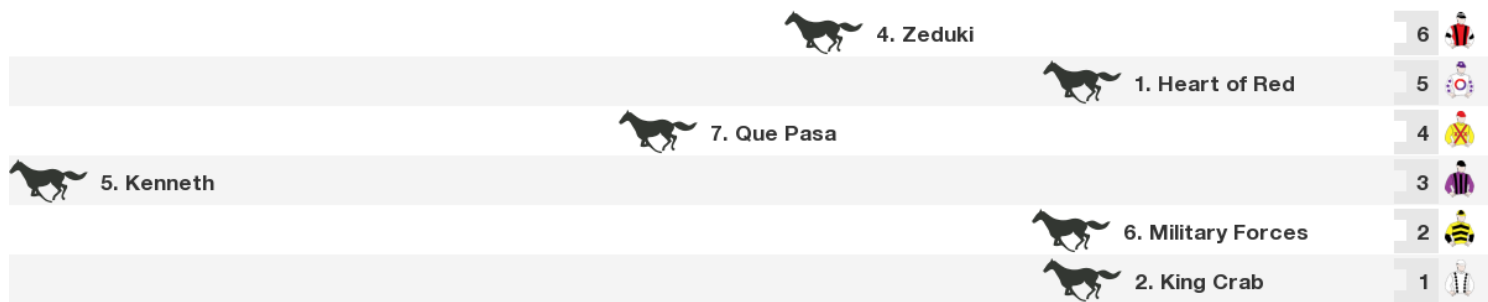 4. Zeduki 6
1. Heart of Red 5
7. Que Pasa 4
5. Kenneth 3
6. Military Forces 2
2. King Crab 1